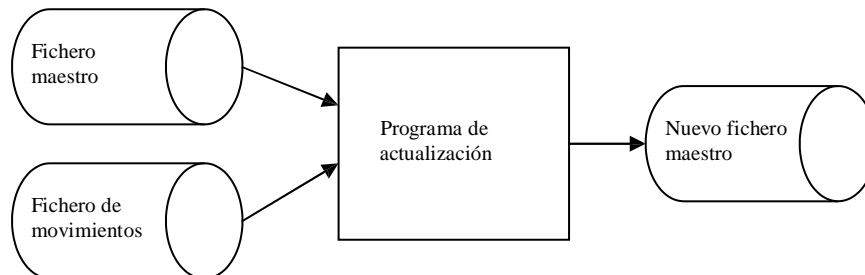 Fichero
maestro
Fichero de
movimientos
Programa de
actualización
Nuevo fichero
maestro